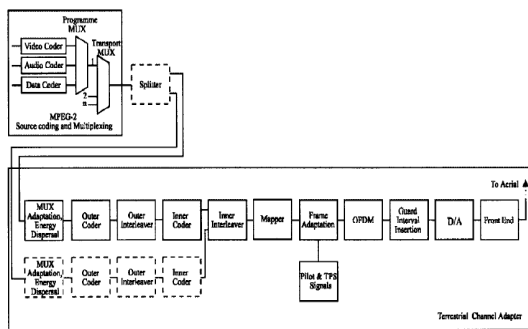 Programme
MUX
Transport
MUX
Video Coder
Audio Coder
Data Coder
1
2
n
MPEG-2
Source coding and Multiplexing
Splitter
To Aerial
MUX
Adaptation,
Energy
Dispersal
Outer
Coder
Outer
Interleaver
Inner
Coder
Inner
Interleaver
Mapper
Frame
Adaptation
OFDM
Guard
Interval
Insertion
D/A
Front End
MUX
Adaptation,
Energy
Dispersal
Outer
Coder
Outer
Interleaver
Inner
Coder
Pilot & TPS
Signals
Terrestrial Channel Adapter